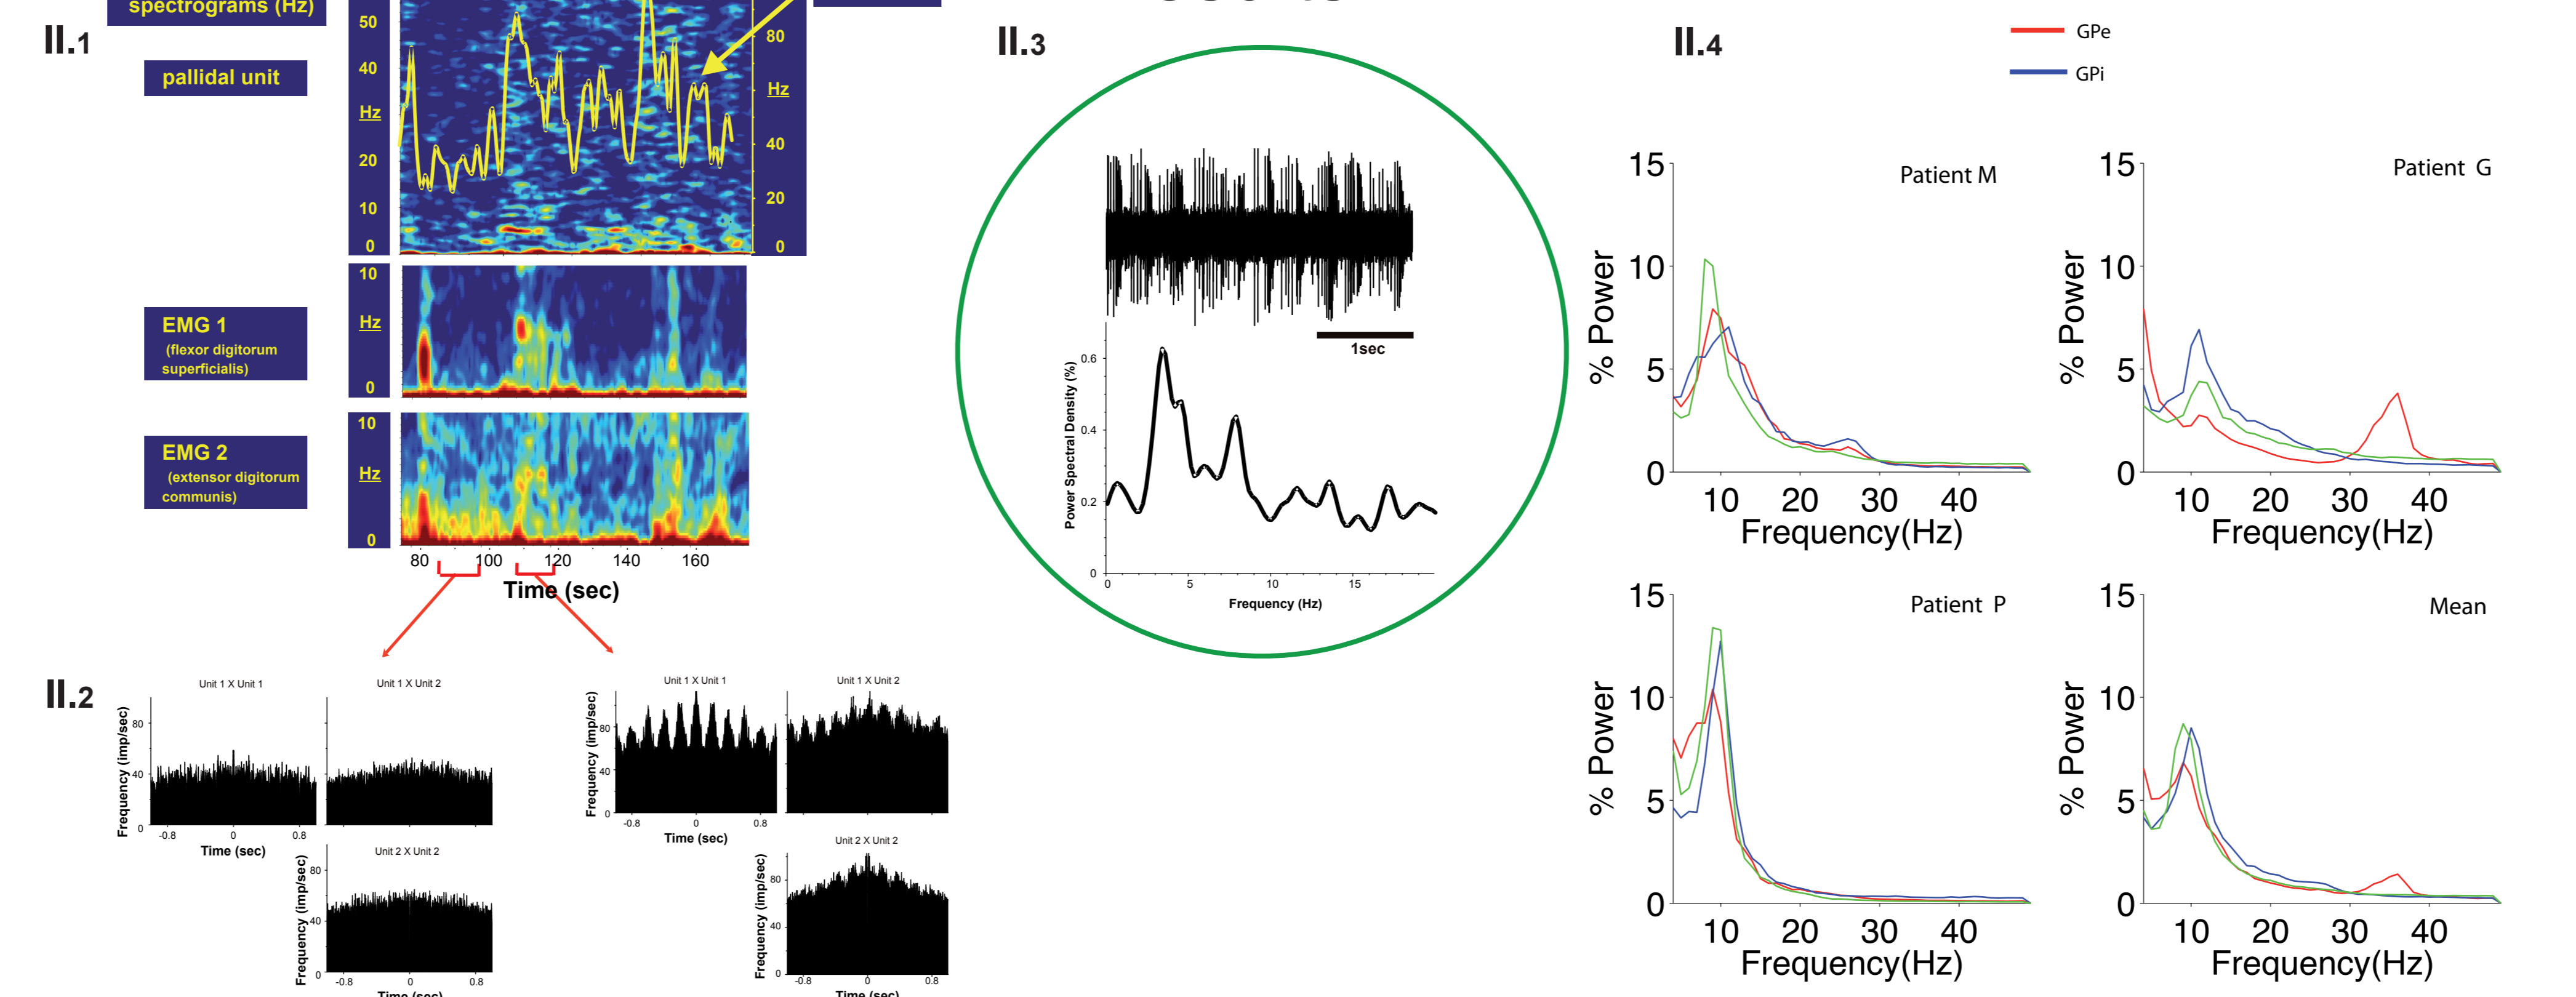 spectrograms (Hz)
II.1
pallidal unit
50
40
Hz
20
10
0
80
Hz
40
20
0
EMG 1
(flexor digitorum
superficialis)
10
Hz
0
EMG 2
(extensor digitorum
communis)
10
Hz
0
80 100 120 140 160
Time (sec)
II.2
Unit 1 X Unit 1
Frequency (imp/sec)
80
40
0
-0.8 0 0.8
Time (sec)
Unit 1 X Unit 2
Unit 2 X Unit 2
Frequency (imp/sec)
80
40
0
-0.8 0 0.8
Time (sec)
Unit 1 X Unit 1
Frequency (imp/sec)
80
40
0
-0.8 0 0.8
Time (sec)
Unit 1 X Unit 2
Unit 2 X Unit 2
Frequency (imp/sec)
80
40
0
-0.8 0 0.8
Time (sec)
II.3
1sec
Power Spectral Density (%)
0.6
0.4
0.2
0
0 5 10 15
Frequency (Hz)
II.4
GPe
GPi
Patient M
% Power
15
10
5
0
10 20 30 40
Frequency(Hz)
Patient G
% Power
15
10
5
0
10 20 30 40
Frequency(Hz)
Patient P
% Power
15
10
5
0
10 20 30 40
Frequency(Hz)
Mean
% Power
15
10
5
0
10 20 30 40
Frequency(Hz)